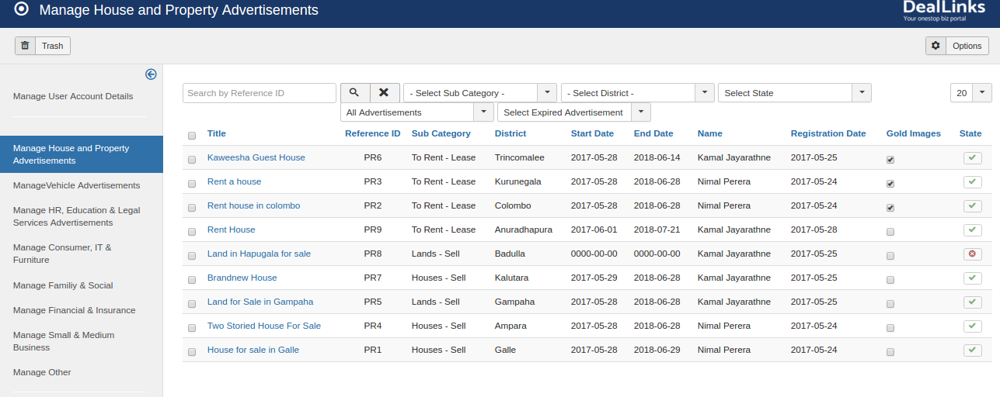 Manage House and Property Advertisements
DealLinks
Your onestop biz portal
Trash
Options
Manage User Account Details
Manage House and Property
Advertisements
ManageVehicle Advertisements
Manage HR, Education & Legal
Services Advertisements
Manage Consumer, IT &
Furniture
Manage Familiy & Social
Manage Financial & Insurance
Manage Small & Medium
Business
Manage Other
Search by Reference ID - Select Sub Category - - Select District - Select State 20
All Advertisements Select Expired Advertisement
Title Reference ID Sub Category District Start Date End Date Name Registration Date Gold Images State
Kaweesha Guest House PR6 To Rent - Lease Trincomalee 2017-05-28 2018-06-14 Kamal Jayarathne 2017-05-25
Rent a house PR3 To Rent - Lease Kurunegala 2017-05-28 2018-06-28 Nimal Perera 2017-05-24
Rent house in colombo PR2 To Rent - Lease Colombo 2017-05-28 2018-06-28 Nimal Perera 2017-05-24
Rent House PR9 To Rent - Lease Anuradhapura 2017-06-01 2018-07-21 Kamal Jayarathne 2017-05-28
Land in Hapugala for sale PR8 Lands - Sell Badulla 0000-00-00 0000-00-00 Kamal Jayarathne 2017-05-25
Brandnew House PR7 Houses - Sell Kalutara 2017-05-29 2018-06-28 Kamal Jayarathne 2017-05-25
Land for Sale in Gampaha PR5 Lands - Sell Gampaha 2017-05-28 2018-06-28 Kamal Jayarathne 2017-05-25
Two Storied House For Sale PR4 Houses - Sell Ampara 2017-05-28 2018-06-28 Nimal Perera 2017-05-24
House for sale in Galle PR1 Houses - Sell Galle 2017-05-28 2018-06-29 Nimal Perera 2017-05-24